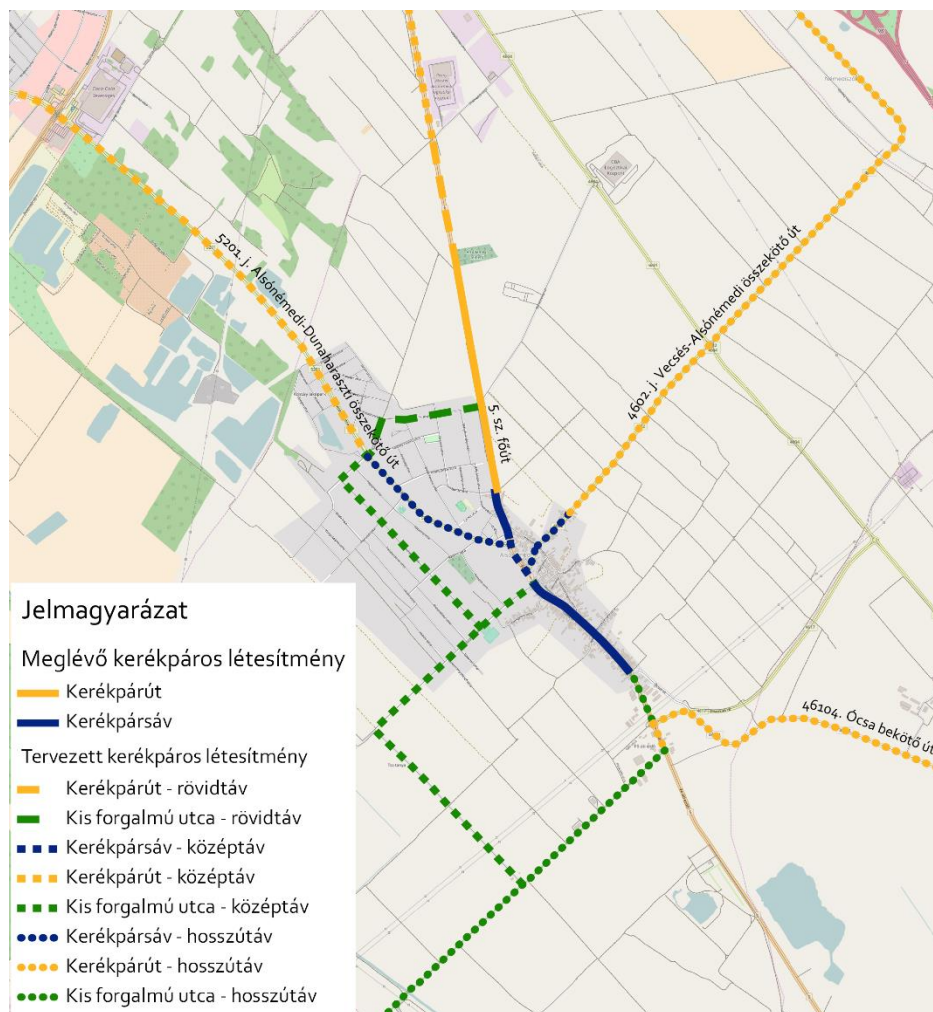 5201. j. Alsónémedi-Dunaharaszti összekötő út
5. sz. főút
4602. j. Vecsés-Alsónémedi összekötő út
46104. Ócsa bekötő út
Jelmagyarázat
Meglévő kerékpáros létesítmény
Kerékpárút
Kerékpársáv
Tervezett kerékpáros létesítmény
Kerékpárút - rövidtáv
Kis forgalmú utca - rövidtáv
Kerékpársáv - középtáv
Kerékpárút - középtáv
Kis forgalmú utca - középtáv
Kerékpársáv - hosszútáv
Kerékpárút - hosszútáv
Kis forgalmú utca - hosszútáv